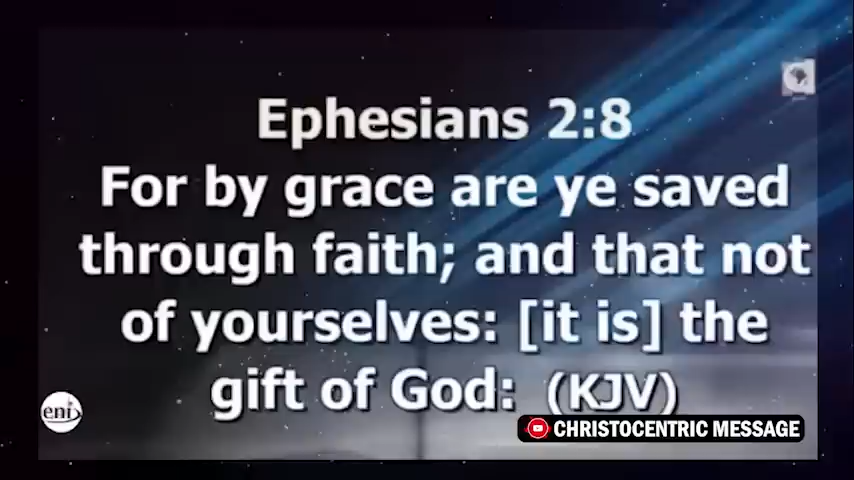 Ephesians 2:8
For by grace are ye saved
through faith; and that not
of yourselves: [it is] the
gift of God: (KJV)
eni
CHRISTOCENTRIC MESSAGE